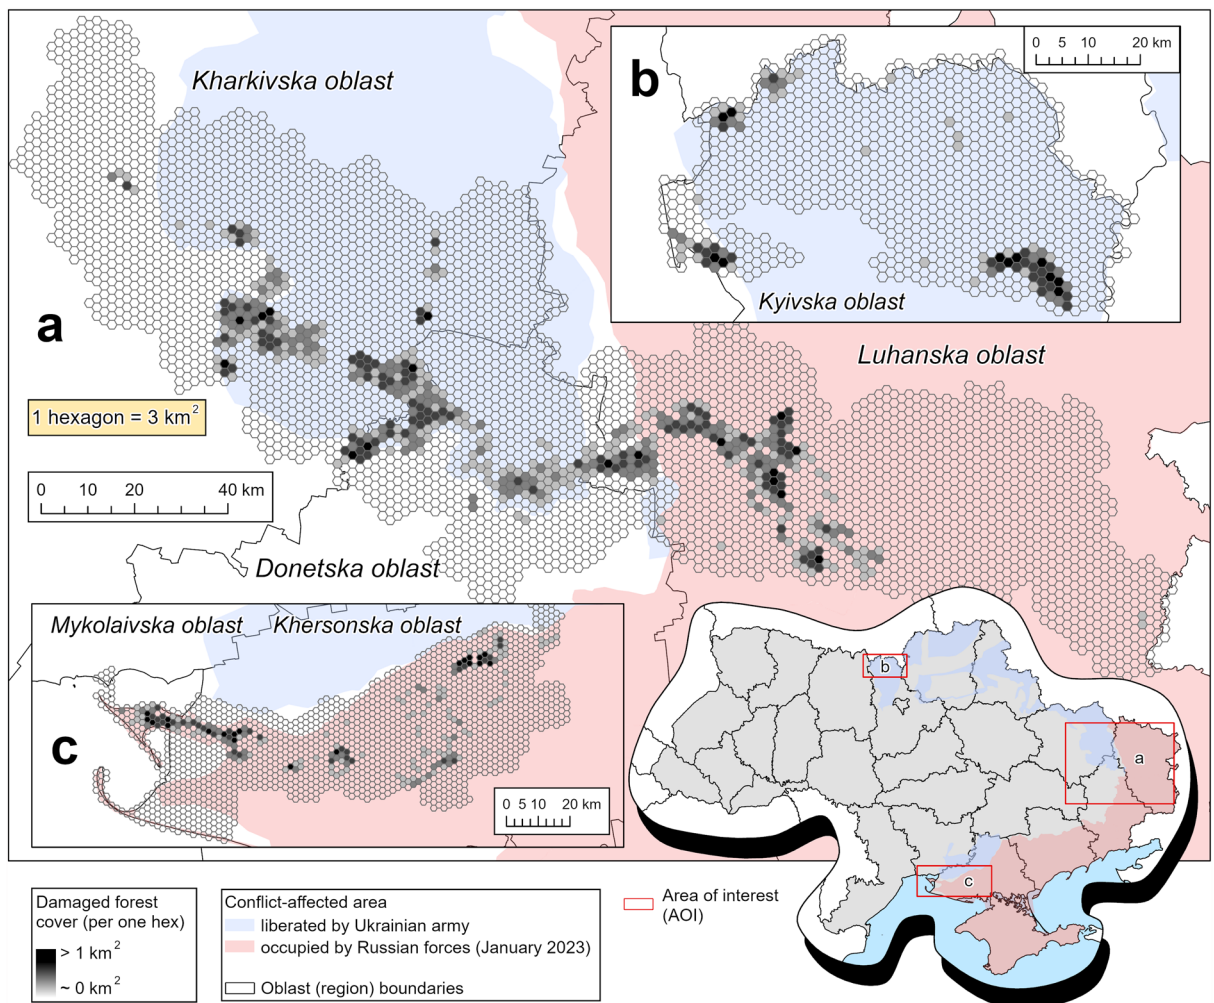 Kharkivska oblast
a
b
0 5 10 20 km
Kyivska oblast
Luhanska oblast
1 hexagon = 3 km²
0 10 20 40 km
Donetska oblast
Mykolaivska oblast Khersonska oblast
c
0 5 10 20 km
b
a
c
Damaged forest
cover (per one hex)
> 1 km²
~ 0 km²
Conflict-affected area
liberated by Ukrainian army
occupied by Russian forces (January 2023)
Oblast (region) boundaries
Area of interest
(AOI)